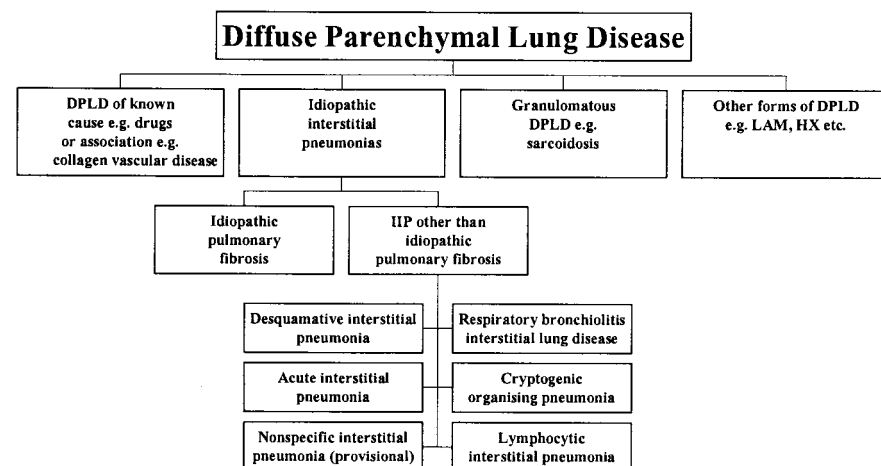 Diffuse Parenchymal Lung Disease
DPLD of known
cause e.g. drugs
or association e.g.
collagen vascular disease
Idiopathic
interstitial
pneumonias
Granulomatous
DPLD e.g.
sarcoidosis
Other forms of DPLD
e.g. LAM, HX etc.
Idiopathic
pulmonary
fibrosis
IIP other than
idiopathic
pulmonary fibrosis
Desquamative interstitial
pneumonia
Respiratory bronchiolitis
interstitial lung disease
Acute interstitial
pneumonia
Cryptogenic
organising pneumonia
Nonspecific interstitial
pneumonia (provisional)
Lymphocytic
interstitial pneumonia